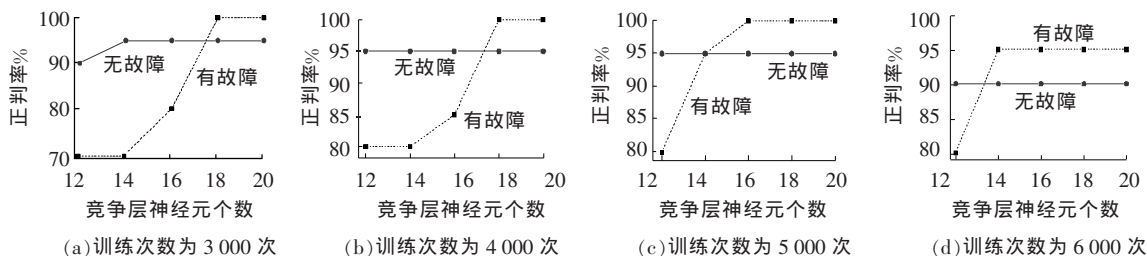 正判率%
100
90
80
70
无故障
有故障
12 14 16 18 20
竞争层神经元个数
(a)训练次数为 3 000 次
正判率%
100
95
90
85
80
无故障
有故障
12 14 16 18 20
竞争层神经元个数
(b)训练次数为 4 000 次
正判率%
100
95
90
85
80
无故障
有故障
12 14 16 18 20
竞争层神经元个数
(c)训练次数为 5 000 次
正判率%
100
95
90
85
80
有故障
无故障
12 14 16 18 20
竞争层神经元个数
(d)训练次数为 6 000 次